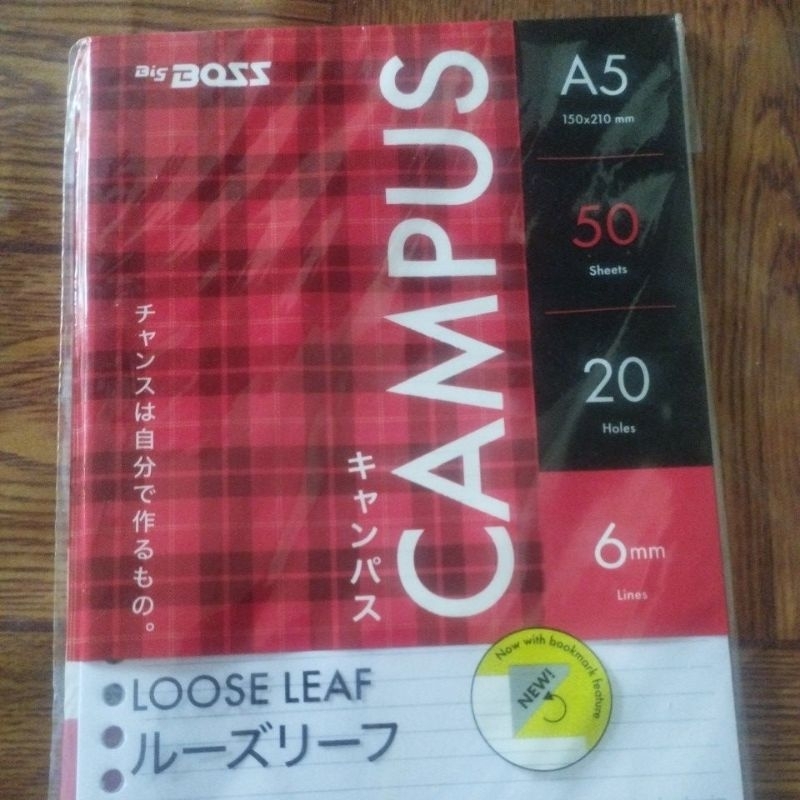 Big BOSS
CAMPUS
キャンパス
チャンスは自分で作るもの。
A5
150x210 mm
50
Sheets
20
Holes
6mm
Lines
LOOSE LEAF
ルーズリーフ
Now with bookmark feature
NEW!